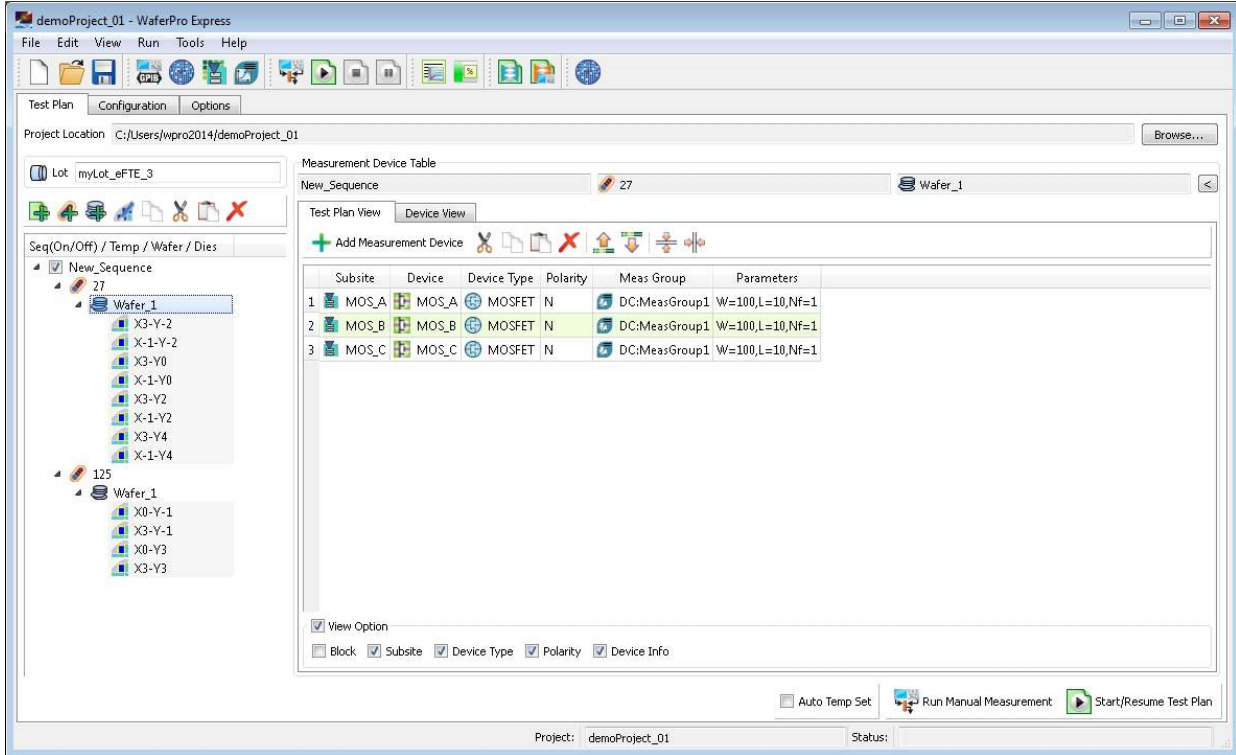 demoProject_01 - WaferPro Express
File Edit View Run Tools Help
GPIB %
Test Plan Configuration Options
Project Location C:/Users/wpro2014/demoProject_01 Browse...
Lot myLot_eFTE_3
Measurement Device Table
New_Sequence 27 Wafer_1 <
Test Plan View Device View
Add Measurement Device
Seq(On/Off) / Temp / Wafer / Dies
New_Sequence
27
Wafer_1
X3-Y-2
X-1-Y-2
X3-Y0
X-1-Y0
X3-Y2
X-1-Y2
X3-Y4
X-1-Y4
125
Wafer_1
X0-Y-1
X3-Y-1
X0-Y3
X3-Y3
Subsite Device Device Type Polarity Meas Group Parameters
1 MOS_A MOS_A MOSFET N DC:MeasGroup1 W=100,L=10,Nf=1
2 MOS_B MOS_B MOSFET N DC:MeasGroup1 W=100,L=10,Nf=1
3 MOS_C MOS_C MOSFET N DC:MeasGroup1 W=100,L=10,Nf=1
View Option
Block Subsite Device Type Polarity Device Info
Auto Temp Set Run Manual Measurement Start/Resume Test Plan
Project: demoProject_01 Status: